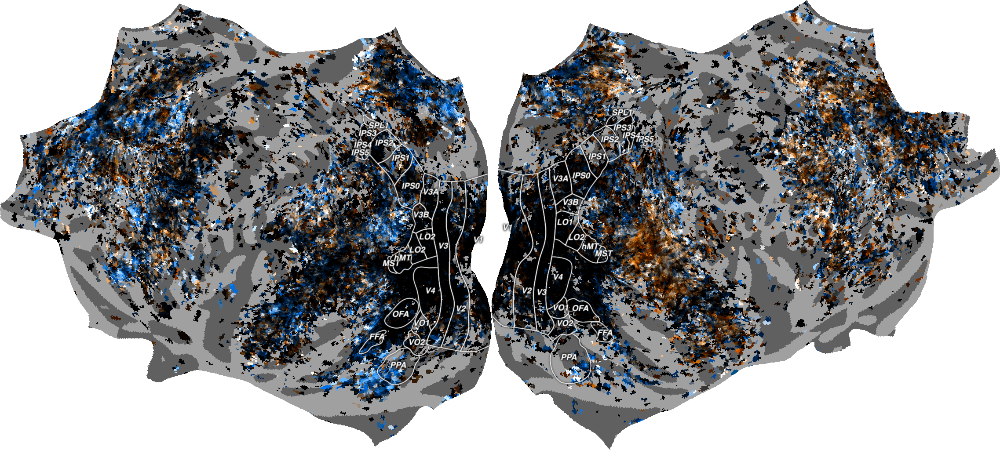 SPL1
IPS3
IPS2
IPS4
IPS5
IPS1
IPS0
V3A
V3B
LO2
LO2
hMT
MST
V3
V1
V4
V2
OFA
VO1
FFA
VO2
PPA
SPL1
IPS3
IPS4
IPS2
IPS5
IPS1
V3A
IPS0
V3B
LO1
V1
LO2
hMT
MST
V4
V2
V3
VO1
OFA
VO2
FFA
PPA